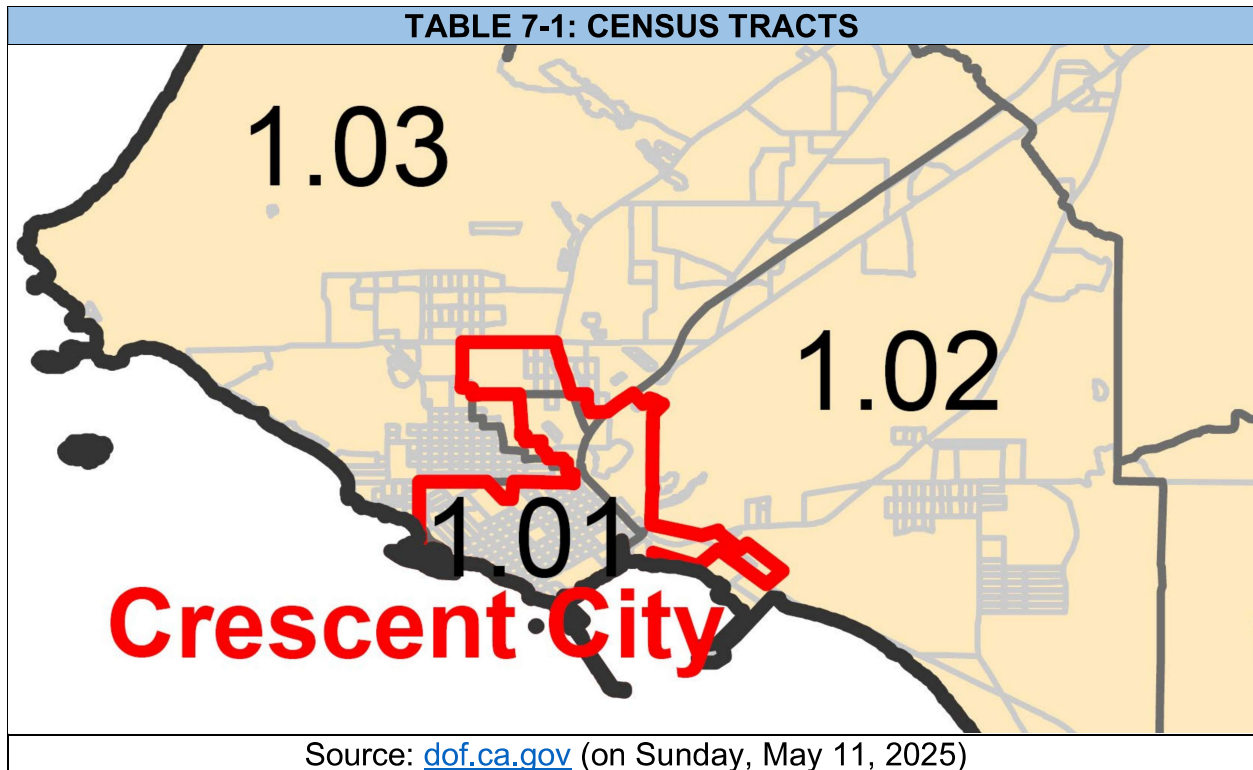 TABLE 7-1: CENSUS TRACTS
1.03
1.02
1.01
Crescent City
Source: dof.ca.gov (on Sunday, May 11, 2025)